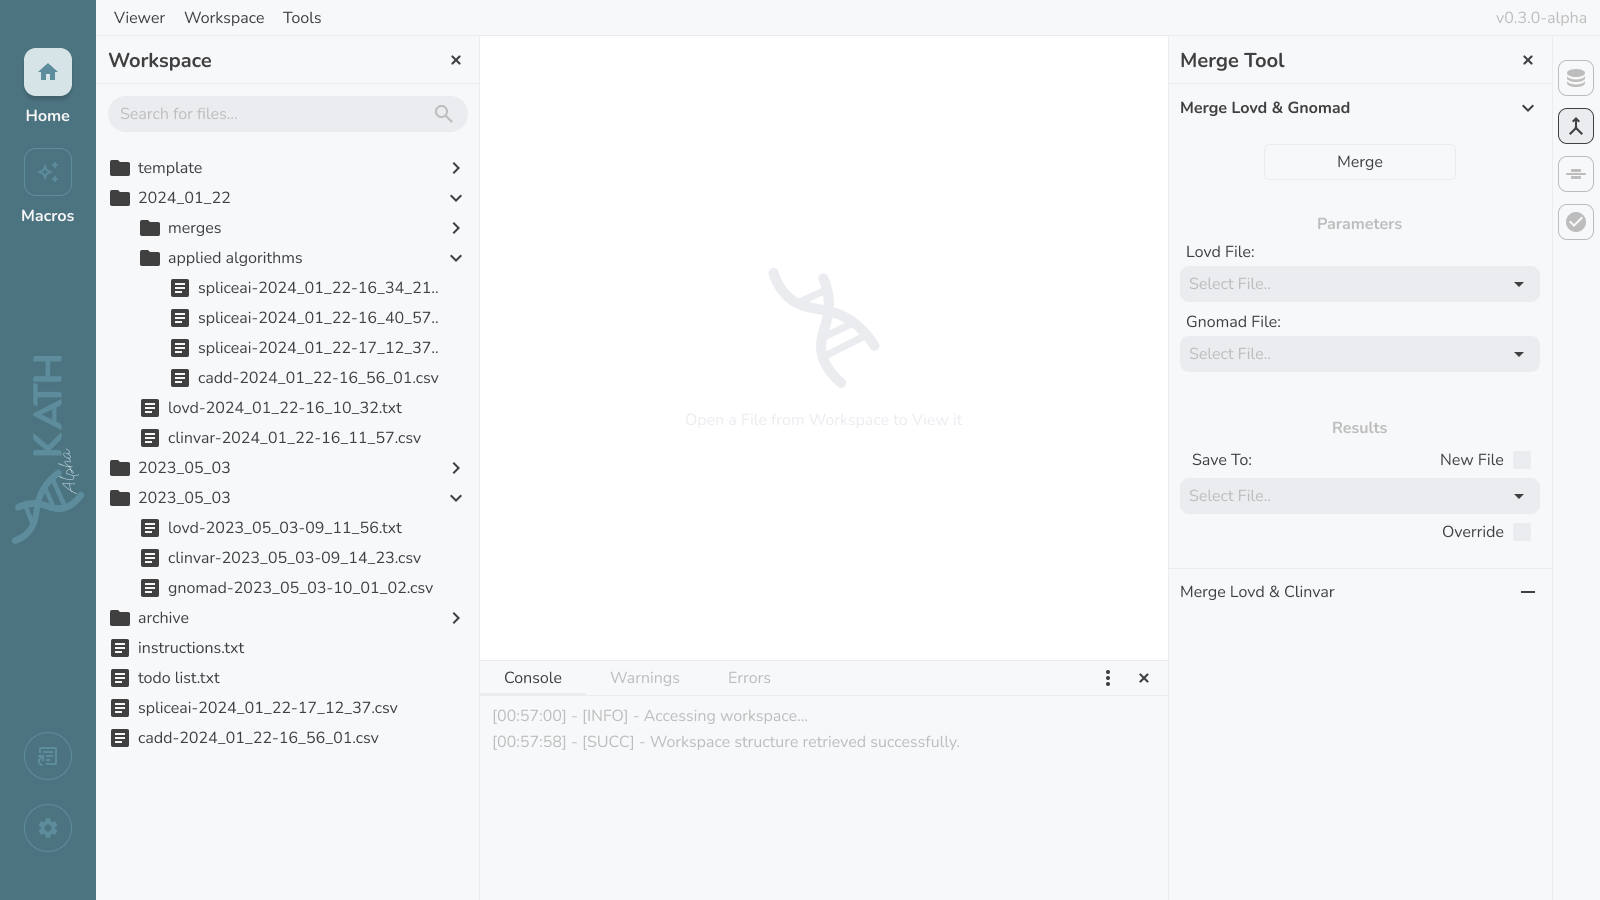 Viewer Workspace Tools
v0.3.0-alpha
Home
Macros
KATH
Alpha
Workspace
Search for files...
template
2024_01_22
merges
applied algorithms
spliceai-2024_01_22-16_34_21..
spliceai-2024_01_22-16_40_57..
spliceai-2024_01_22-17_12_37..
cadd-2024_01_22-16_56_01.csv
lovd-2024_01_22-16_10_32.txt
clinvar-2024_01_22-16_11_57.csv
2023_05_03
2023_05_03
lovd-2023_05_03-09_11_56.txt
clinvar-2023_05_03-09_14_23.csv
gnomad-2023_05_03-10_01_02.csv
archive
instructions.txt
todo list.txt
spliceai-2024_01_22-17_12_37.csv
cadd-2024_01_22-16_56_01.csv
Open a File from Workspace to View it
Console Warnings Errors
[00:57:00] - [INFO] - Accessing workspace...
[00:57:58] - [SUCC] - Workspace structure retrieved successfully.
Merge Tool
Merge Lovd & Gnomad
Merge
Parameters
Lovd File:
Select File..
Gnomad File:
Select File..
Results
Save To: New File
Select File..
Override
Merge Lovd & Clinvar